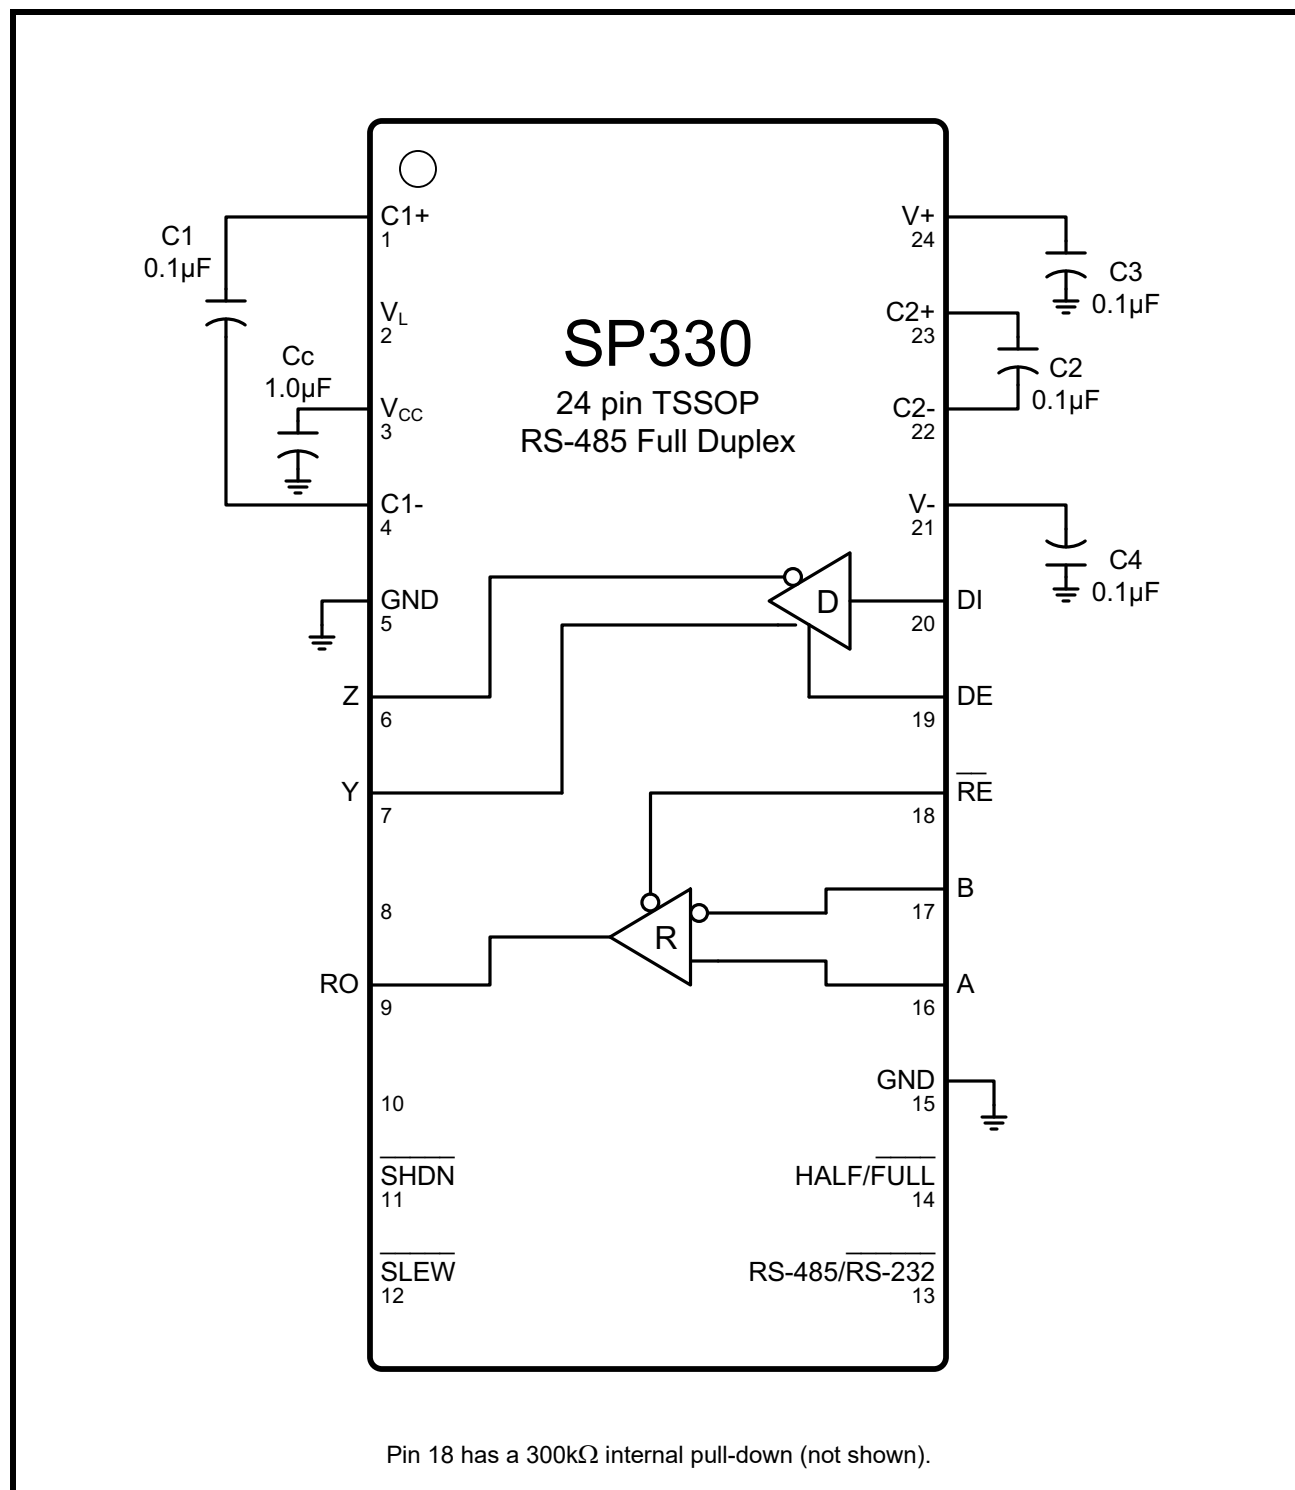 C1+
1
V+
24
C1
0.1µF
C3
0.1µF
VL
2
C2+
23
SP330
24 pin TSSOP
RS-485 Full Duplex
Cc
1.0µF
C2
0.1µF
VCC
3
C2-
22
C1-
4
V-
21
C4
0.1µF
GND
5
D
DI
20
Z
6
DE
19
Y
7
RE
18
8
B
17
R
RO
9
A
16
10
GND
15
SHDN
11
HALF/FULL
14
SLEW
12
RS-485/RS-232
13
Pin 18 has a 300kΩ internal pull-down (not shown).